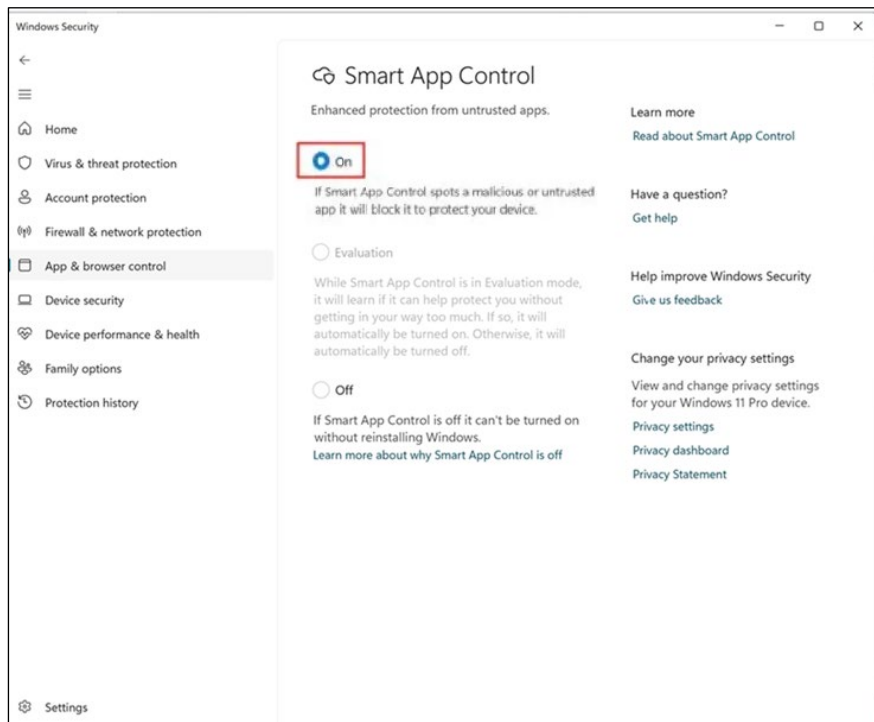 Windows Security
Home
Virus & threat protection
Account protection
Firewall & network protection
App & browser control
Device security
Device performance & health
Family options
Protection history
Settings
Smart App Control
Enhanced protection from untrusted apps.
On
If Smart App Control spots a malicious or untrusted
app it will block it to protect your device.
Evaluation
While Smart App Control is in Evaluation mode,
it will learn if it can help protect you without
getting in your way too much. If so, it will
automatically be turned on. Otherwise, it will
automatically be turned off.
Off
If Smart App Control is off it can't be turned on
without reinstalling Windows.
Learn more about why Smart App Control is off
Learn more
Read about Smart App Control
Have a question?
Get help
Help improve Windows Security
Give us feedback
Change your privacy settings
View and change privacy settings
for your Windows 11 Pro device.
Privacy settings
Privacy dashboard
Privacy Statement